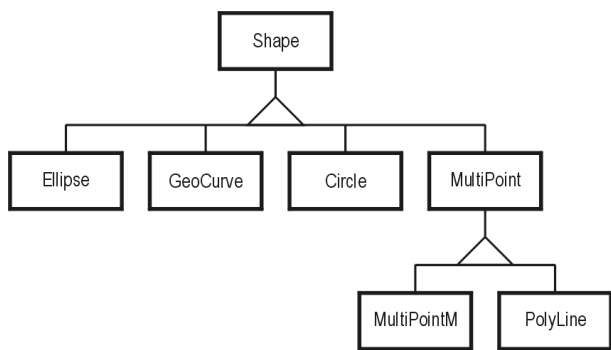 Shape
Ellipse
GeoCurve
Circle
MultiPoint
MultiPointM
PolyLine